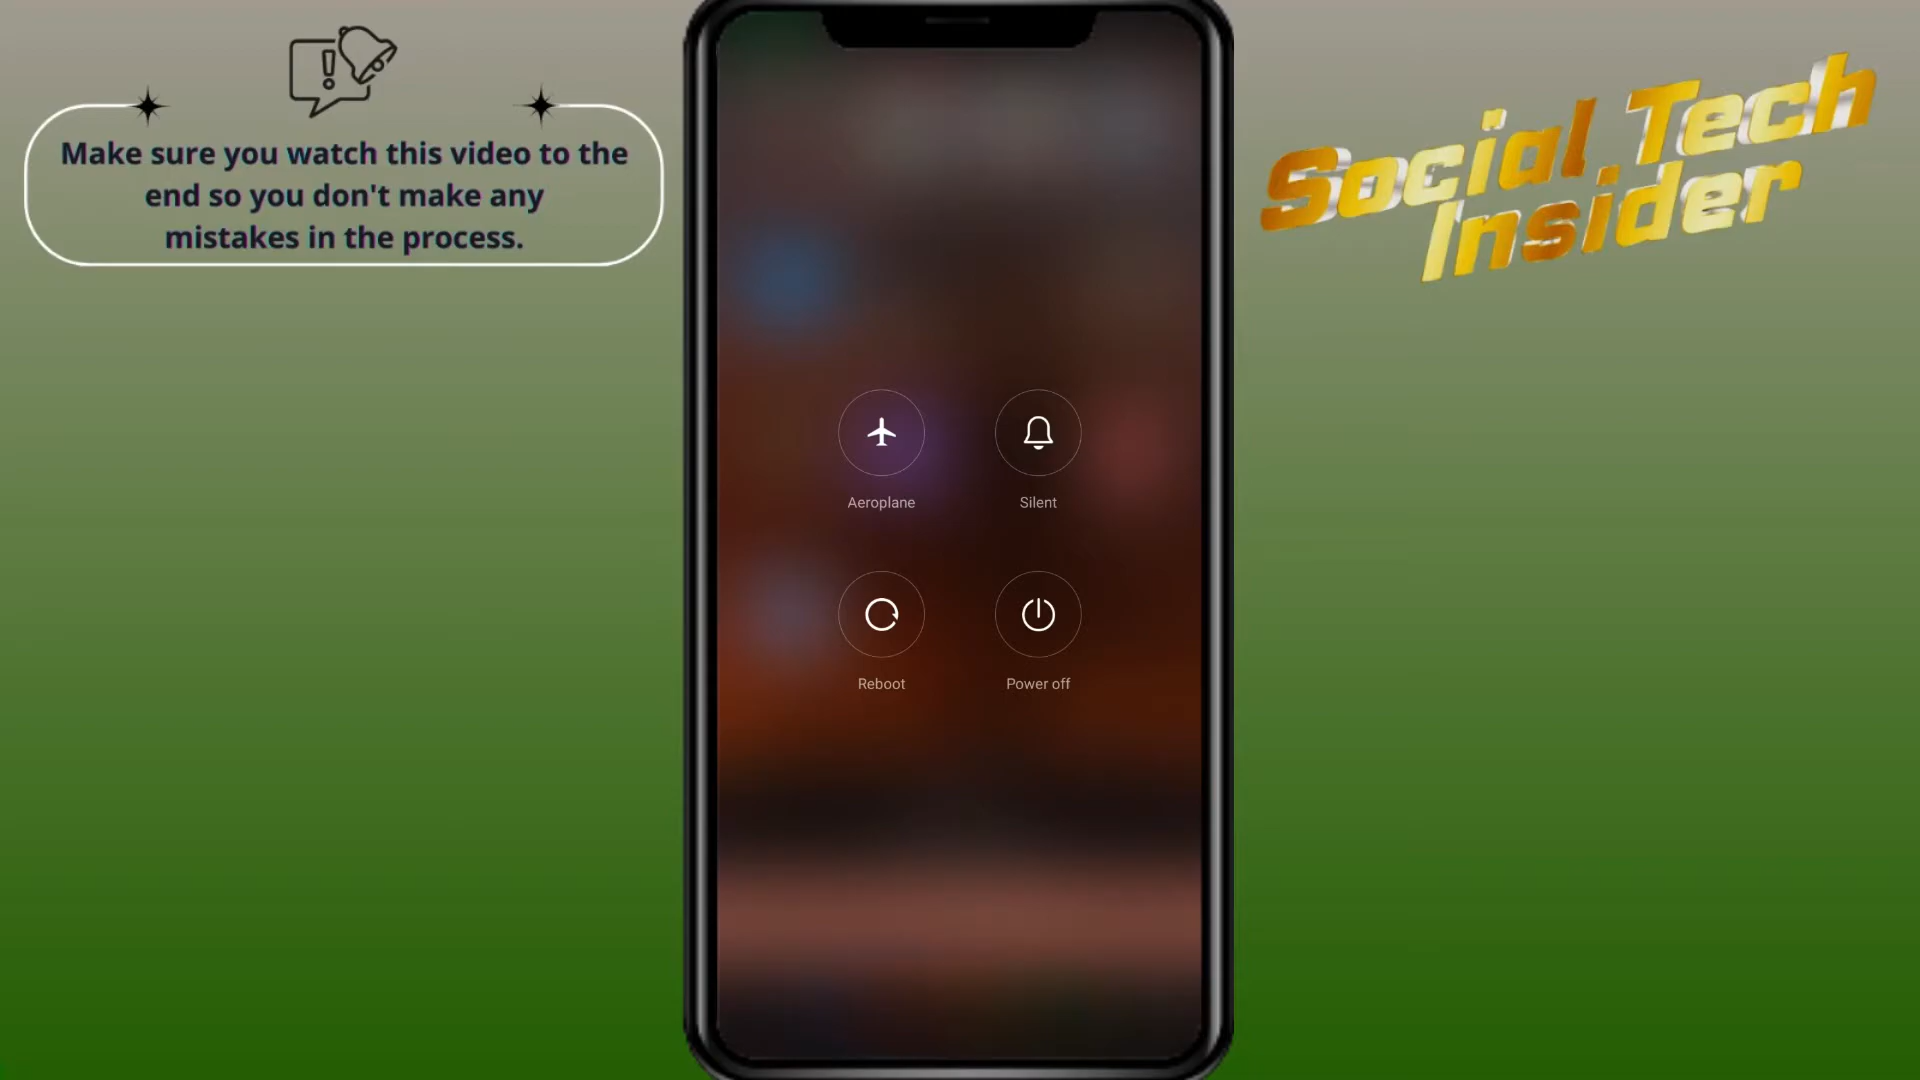 Make sure you watch this video to the
end so you don't make any
mistakes in the process.
Social Tech
Insider
Aeroplane
Silent
Reboot
Power off